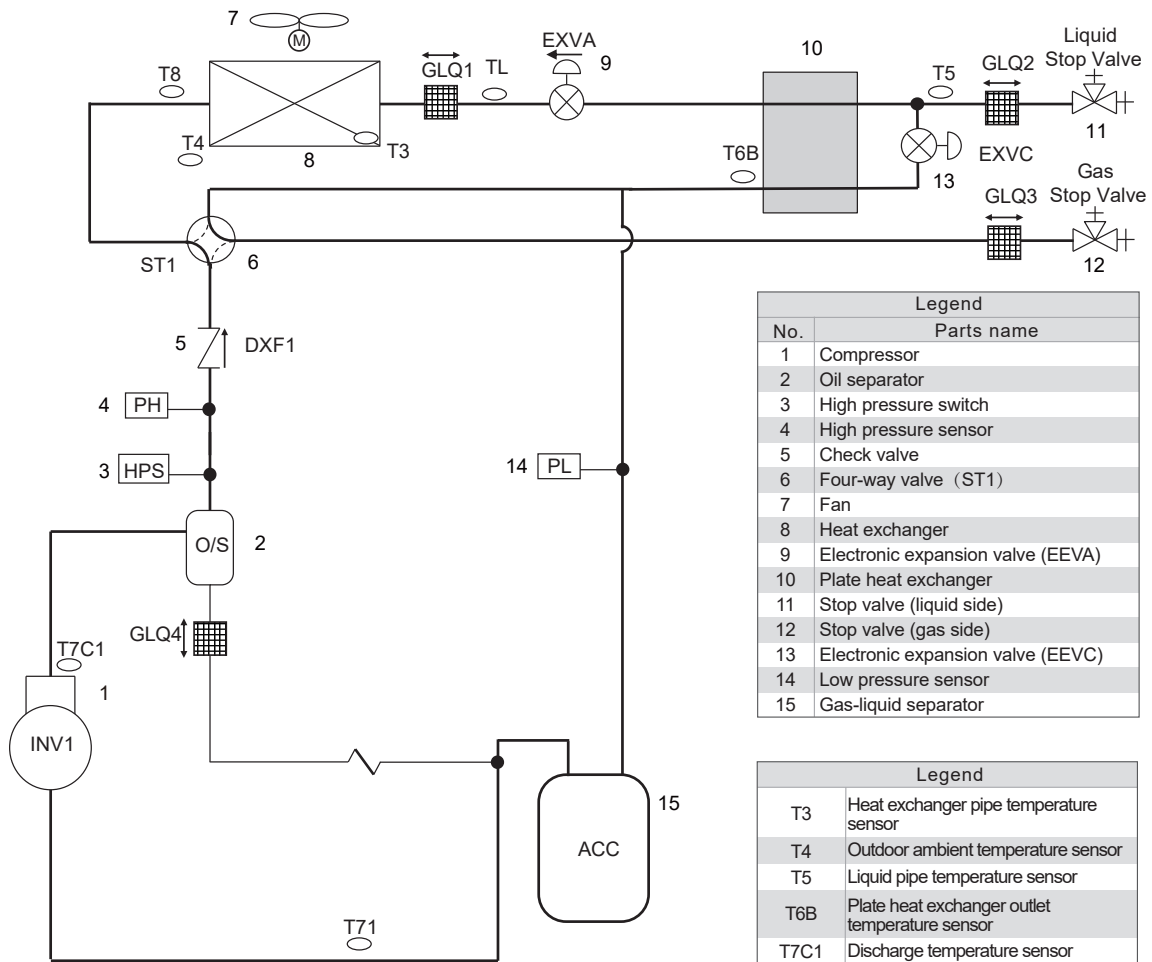 7
M
T8
T4
8
T3
GLQ1
TL
EXVA
9
10
T6B
T5
GLQ2
Liquid
Stop Valve
11
EXVC
13
Gas
Stop Valve
GLQ3
12
ST1
6
5
DXF1
4
PH
3
HPS
14
PL
O/S
2
GLQ4
T7C1
1
INV1
15
ACC
T71
Legend
No. Parts name
1 Compressor
2 Oil separator
3 High pressure switch
4 High pressure sensor
5 Check valve
6 Four-way valve（ST1）
7 Fan
8 Heat exchanger
9 Electronic expansion valve (EEVA)
10 Plate heat exchanger
11 Stop valve (liquid side)
12 Stop valve (gas side)
13 Electronic expansion valve (EEVC)
14 Low pressure sensor
15 Gas-liquid separator
Legend
T3 Heat exchanger pipe temperature
sensor
T4 Outdoor ambient temperature sensor
T5 Liquid pipe temperature sensor
T6B Plate heat exchanger outlet
temperature sensor
T7C1 Discharge temperature sensor